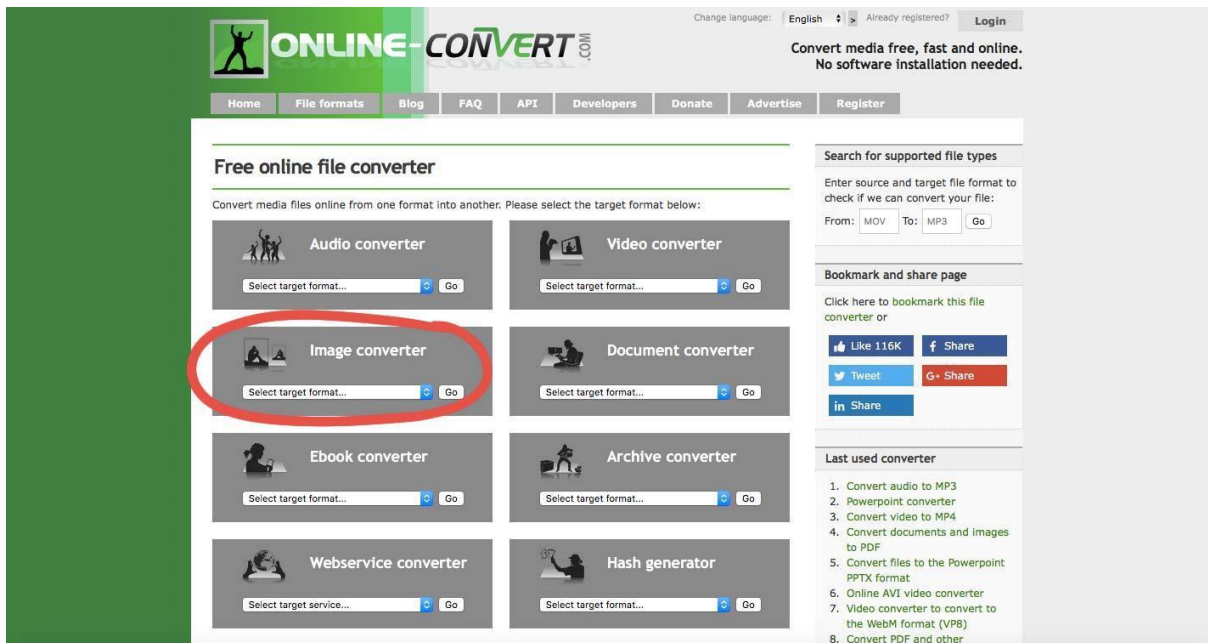 Change language: English > Already registered? Login
ONLINE-CONVERT.COM
Convert media free, fast and online.
No software installation needed.
Home File formats Blog FAQ API Developers Donate Advertise Register
Free online file converter
Convert media files online from one format into another. Please select the target format below:
Audio converter
Select target format... Go
Video converter
Select target format... Go
Image converter
Select target format... Go
Document converter
Select target format... Go
Ebook converter
Select target format... Go
Archive converter
Select target format... Go
Webservice converter
Select target service... Go
Hash generator
Select target format... Go
Search for supported file types
Enter source and target file format to
check if we can convert your file:
From: MOV To: MP3 Go
Bookmark and share page
Click here to bookmark this file
converter or
Like 116K f Share
Tweet G+ Share
in Share
Last used converter
1. Convert audio to MP3
2. Powerpoint converter
3. Convert video to MP4
4. Convert documents and images
to PDF
5. Convert files to the Powerpoint
PPTX format
6. Online AVI video converter
7. Video converter to convert to
the WebM format (VP8)
8. Convert PDF and other